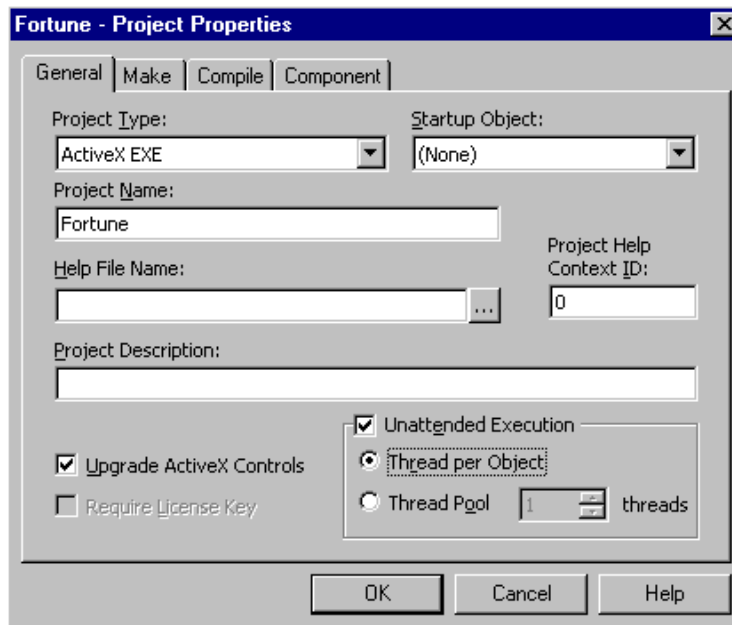 Fortune - Project Properties
General Make Compile Component
Project Type: Startup Object:
ActiveX EXE (None)
Project Name:
Fortune
Project Help
Help File Name: Context ID:
... 0
Project Description:
Unattended Execution
Upgrade ActiveX Controls Thread per Object
Require License Key Thread Pool 1 threads
OK Cancel Help